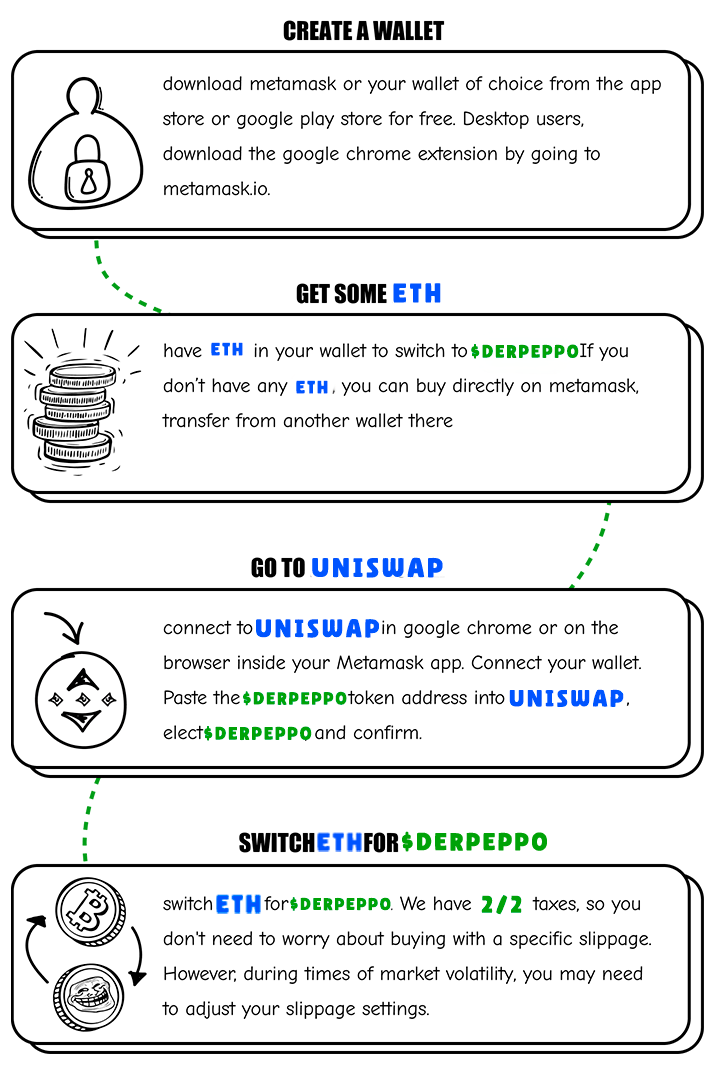 CREATE A WALLET
download metamask or your wallet of choice from the app
store or google play store for free. Desktop users,
download the google chrome extension by going to
metamask.io.
GET SOME ETH
have ETH in your wallet to switch to $DERPEPPO If you
don't have any ETH, you can buy directly on metamask,
transfer from another wallet there
GO TO UNISWAP
connect to UNISWAP in google chrome or on the
browser inside your Metamask app. Connect your wallet.
Paste the $DERPEPPO token address into UNISWAP,
elect $DERPEPPO and confirm.
SWITCH ETH FOR $DERPEPPO
switch ETH for $DERPEPPO. We have 2/2 taxes, so you
don't need to worry about buying with a specific slippage.
However, during times of market volatility, you may need
to adjust your slippage settings.